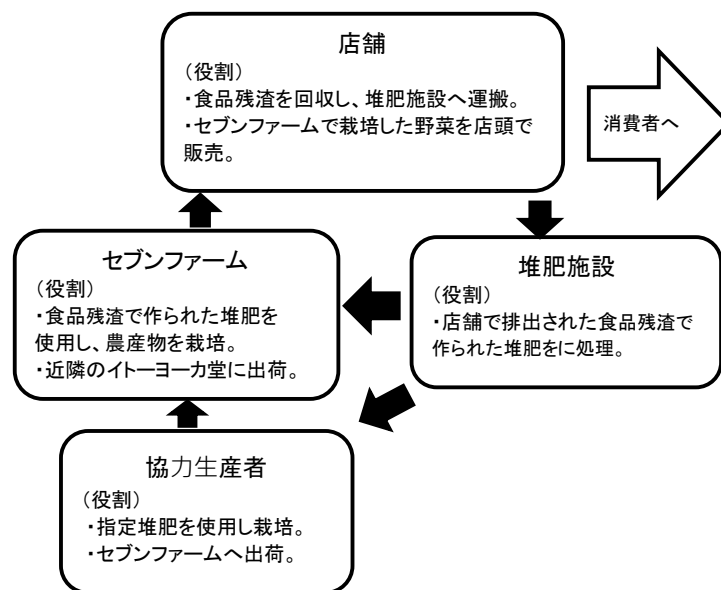 店舗
（役割）
・食品残渣を回収し、堆肥施設へ運搬。
・セブンファームで栽培した野菜を店頭で
販売。
消費者へ
セブンファーム
（役割）
・食品残渣で作られた堆肥を
使用し、農産物を栽培。
・近隣のイトーヨーカ堂に出荷。
堆肥施設
（役割）
・店舗で排出された食品残渣で
作られた堆肥をに処理。
協力生産者
（役割）
・指定堆肥を使用し栽培。
・セブンファームへ出荷。